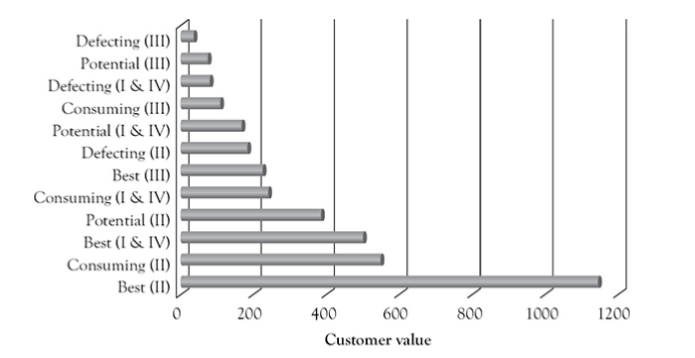 Defecting (III)
Potential (III)
Defecting (I & IV)
Consuming (III)
Potential (I & IV)
Defecting (II)
Best (III)
Consuming (I & IV)
Potential (II)
Best (I & IV)
Consuming (II)
Best (II)
0 200 400 600 800 1000 1200
Customer value